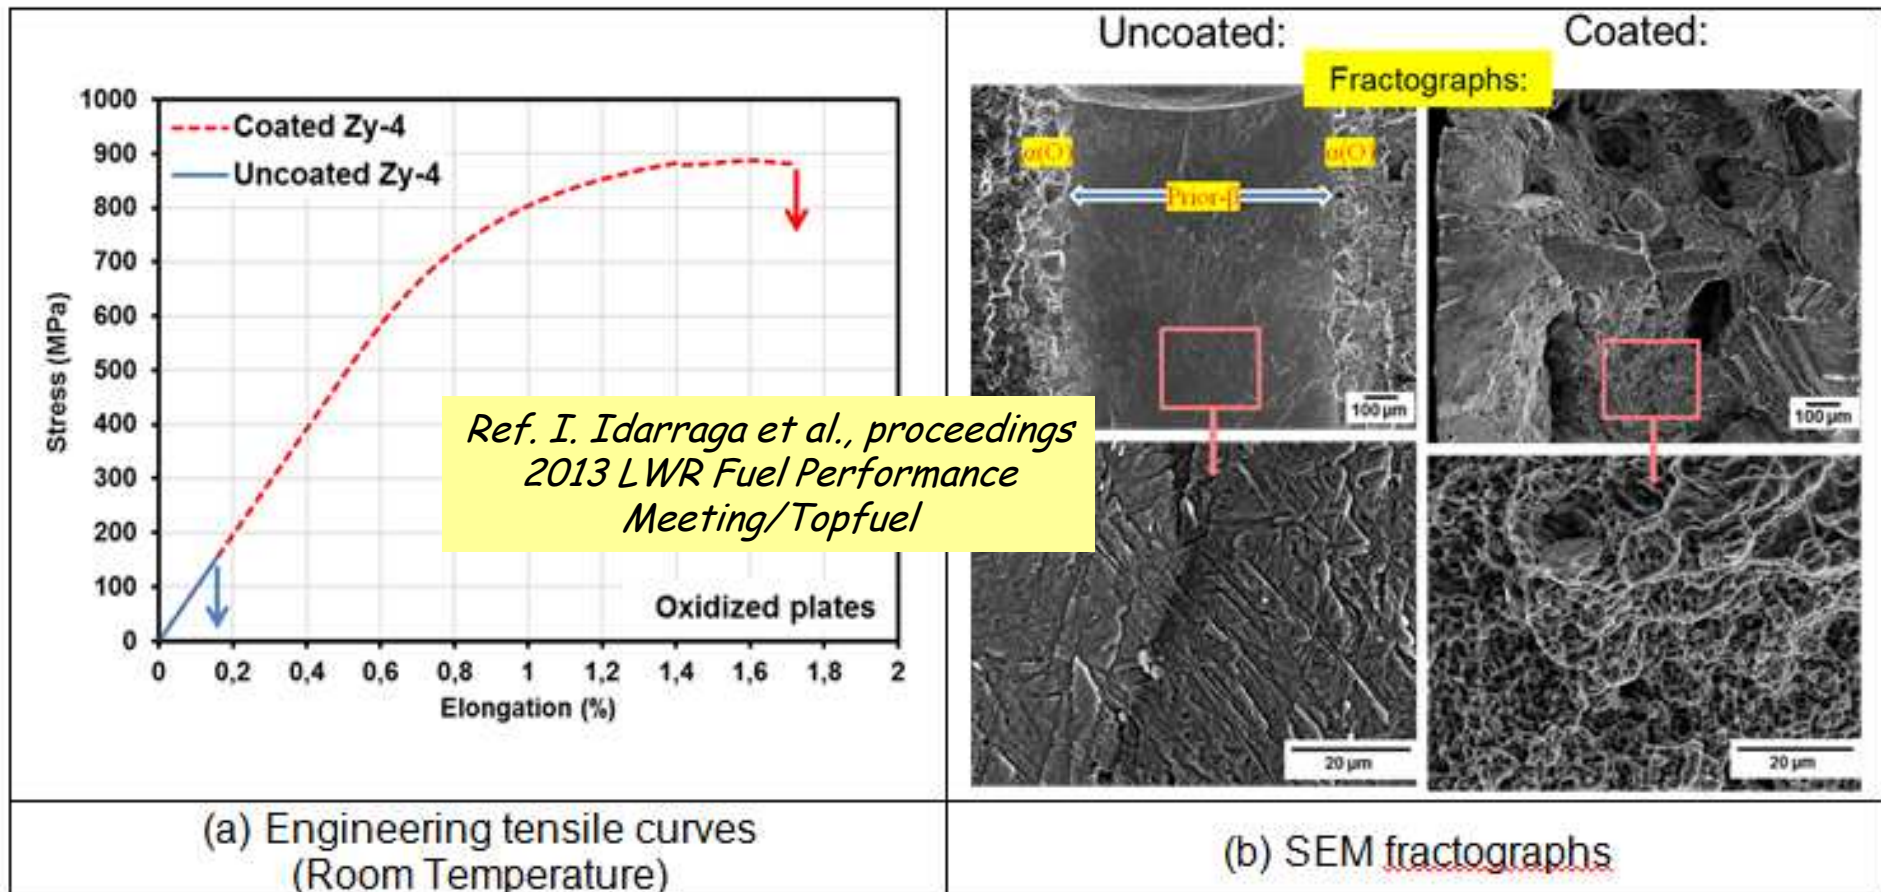 1000
900
800
700
600
500
400
300
200
100
0
Stress (MPa)
Coated Zy-4
Uncoated Zy-4
Oxidized plates
0 0,2 0,4 0,6 0,8 1 1,2 1,4 1,6 1,8 2
Elongation (%)
Ref. I. Idarraga et al., proceedings
2013 LWR Fuel Performance
Meeting/Topfuel
Uncoated: Coated:
Fractographs:
α(O) α(O)
Prior-β
100 µm 100 µm
20 µm 20 µm
(a) Engineering tensile curves
(Room Temperature)
(b) SEM fractographs